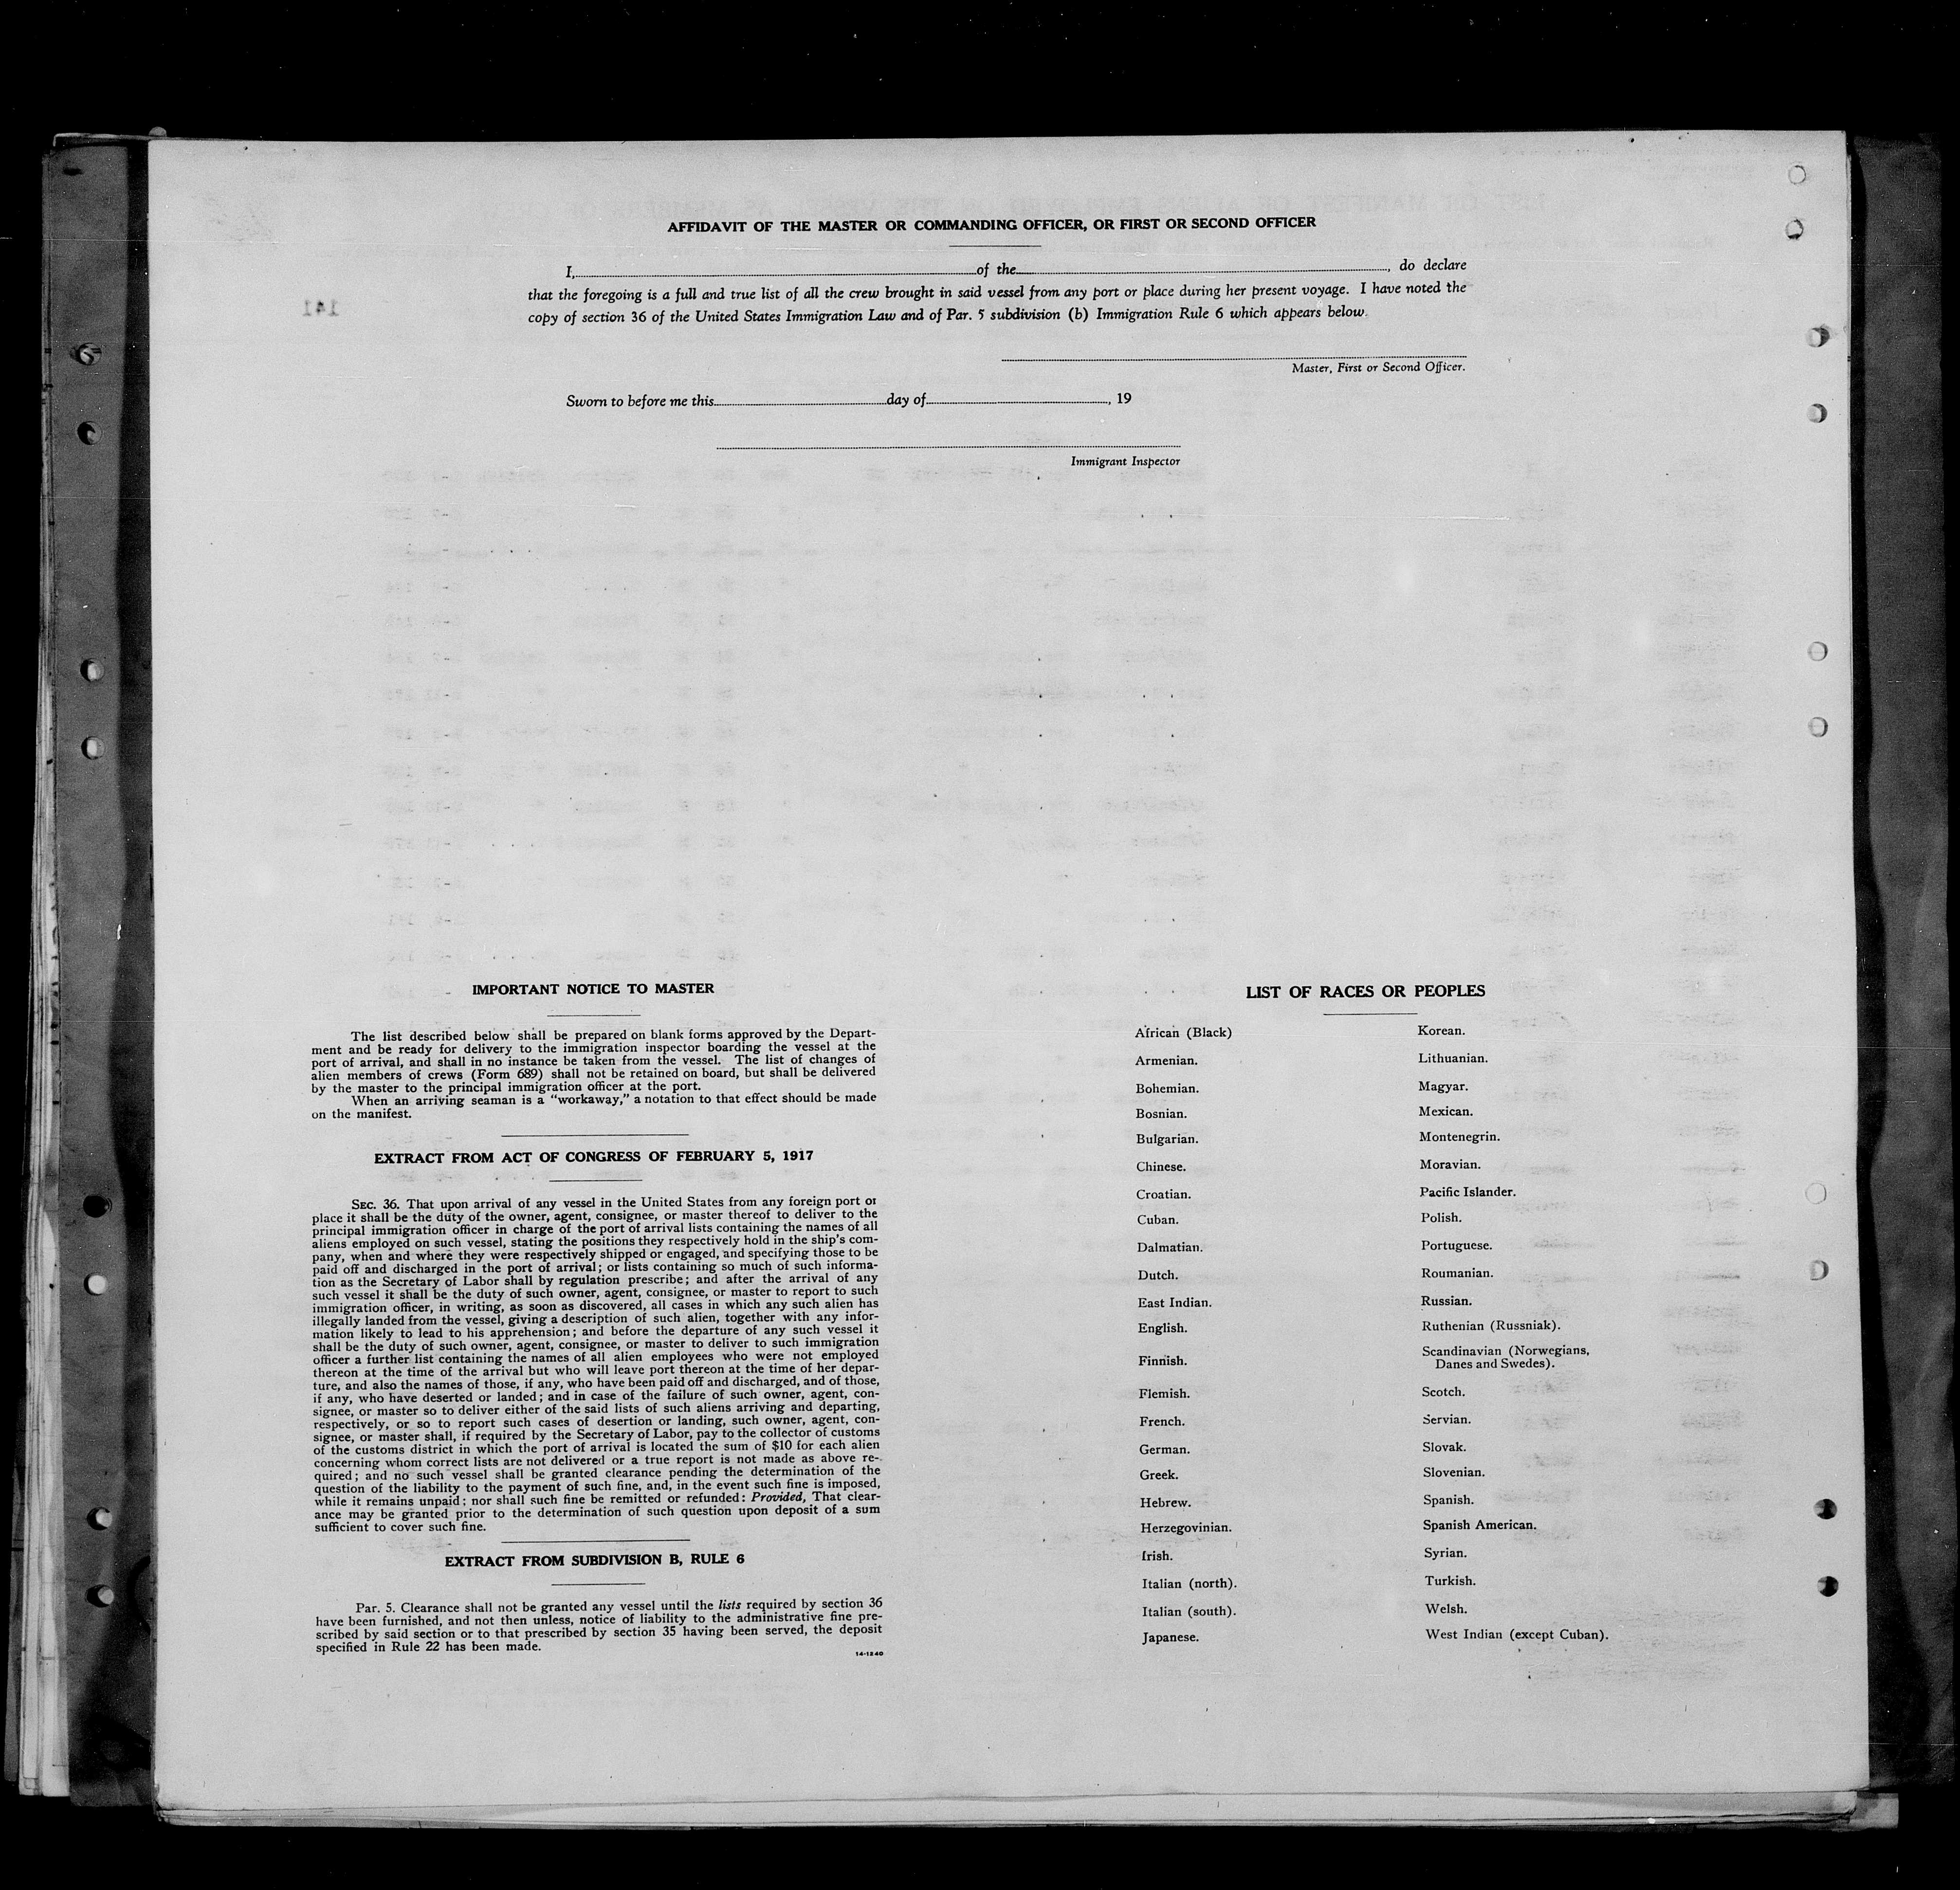 AFFIDAVIT OF THE MASTER OR COMMANDING OFFICER, OR FIRST OR SECOND OFFICER
I, of the , do declare
that the foregoing is a full and true list of all the crew brought in said vessel from any port or place during her present voyage. I have noted the
copy of section 36 of the United States Immigration Law and of Par. 5 subdivision (b) Immigration Rule 6 which appears below.
Master, First or Second Officer.
Sworn to before me this day of , 19
Immigrant Inspector
141
IMPORTANT NOTICE TO MASTER
The list described below shall be prepared on blank forms approved by the Depart-
ment and be ready for delivery to the immigration inspector boarding the vessel at the
port of arrival, and shall in no instance be taken from the vessel. The list of changes of
alien members of crews (Form 689) shall not be retained on board, but shall be delivered
by the master to the principal immigration officer at the port.
When an arriving seaman is a "workaway," a notation to that effect should be made
on the manifest.
EXTRACT FROM ACT OF CONGRESS OF FEBRUARY 5, 1917
SEC. 36. That upon arrival of any vessel in the United States from any foreign port or
place it shall be the duty of the owner, agent, consignee, or master thereof to deliver to the
principal immigration officer in charge of the port of arrival lists containing the names of all
aliens employed on such vessel, stating the positions they respectively hold in the ship's com-
pany, when and where they were respectively shipped or engaged, and specifying those to be
paid off and discharged in the port of arrival; or lists containing so much of such informa-
tion as the Secretary of Labor shall by regulation prescribe; and after the arrival of any
such vessel it shall be the duty of such owner, agent, consignee, or master to report to such
immigration officer, in writing, as soon as discovered, all cases in which any such alien has
illegally landed from the vessel, giving a description of such alien, together with any infor-
mation likely to lead to his apprehension; and before the departure of any such vessel it
shall be the duty of such owner, agent, consignee, or master to deliver to such immigration
officer a further list containing the names of all alien employees who were not employed
thereon at the time of the arrival but who will leave port thereon at the time of her depar-
ture, and also the names of those, if any, who have been paid off and discharged, and of those,
if any, who have deserted or landed; and in case of the failure of such owner, agent, con-
signee, or master so to deliver either of the said lists of such aliens arriving and departing,
respectively, or so to report such cases of desertion or landing, such owner, agent, con-
signee, or master shall, if required by the Secretary of Labor, pay to the collector of customs
of the customs district in which the port of arrival is located the sum of $10 for each alien
concerning whom correct lists are not delivered or a true report is not made as above re-
quired; and no such vessel shall be granted clearance pending the determination of the
question of the liability to the payment of such fine, and, in the event such fine is imposed,
while it remains unpaid; nor shall such fine be remitted or refunded: Provided, That clear-
ance may be granted prior to the determination of such question upon deposit of a sum
sufficient to cover such fine.
EXTRACT FROM SUBDIVISION B, RULE 6
Par. 5. Clearance shall not be granted any vessel until the lists required by section 36
have been furnished, and not then unless, notice of liability to the administrative fine pre-
scribed by said section or to that prescribed by section 35 having been served, the deposit
specified in Rule 22 has been made.
14-1240
LIST OF RACES OR PEOPLES
African (Black)
Armenian.
Bohemian.
Bosnian.
Bulgarian.
Chinese.
Croatian.
Cuban.
Dalmatian.
Dutch.
East Indian.
English.
Finnish.
Flemish.
French.
German.
Greek.
Hebrew.
Herzegovinian.
Irish.
Italian (north).
Italian (south).
Japanese.
Korean.
Lithuanian.
Magyar.
Mexican.
Montenegrin.
Moravian.
Pacific Islander.
Polish.
Portuguese.
Roumanian.
Russian.
Ruthenian (Russniak).
Scandinavian (Norwegians,
Danes and Swedes).
Scotch.
Servian.
Slovak.
Slovenian.
Spanish.
Spanish American.
Syrian.
Turkish.
Welsh.
West Indian (except Cuban).